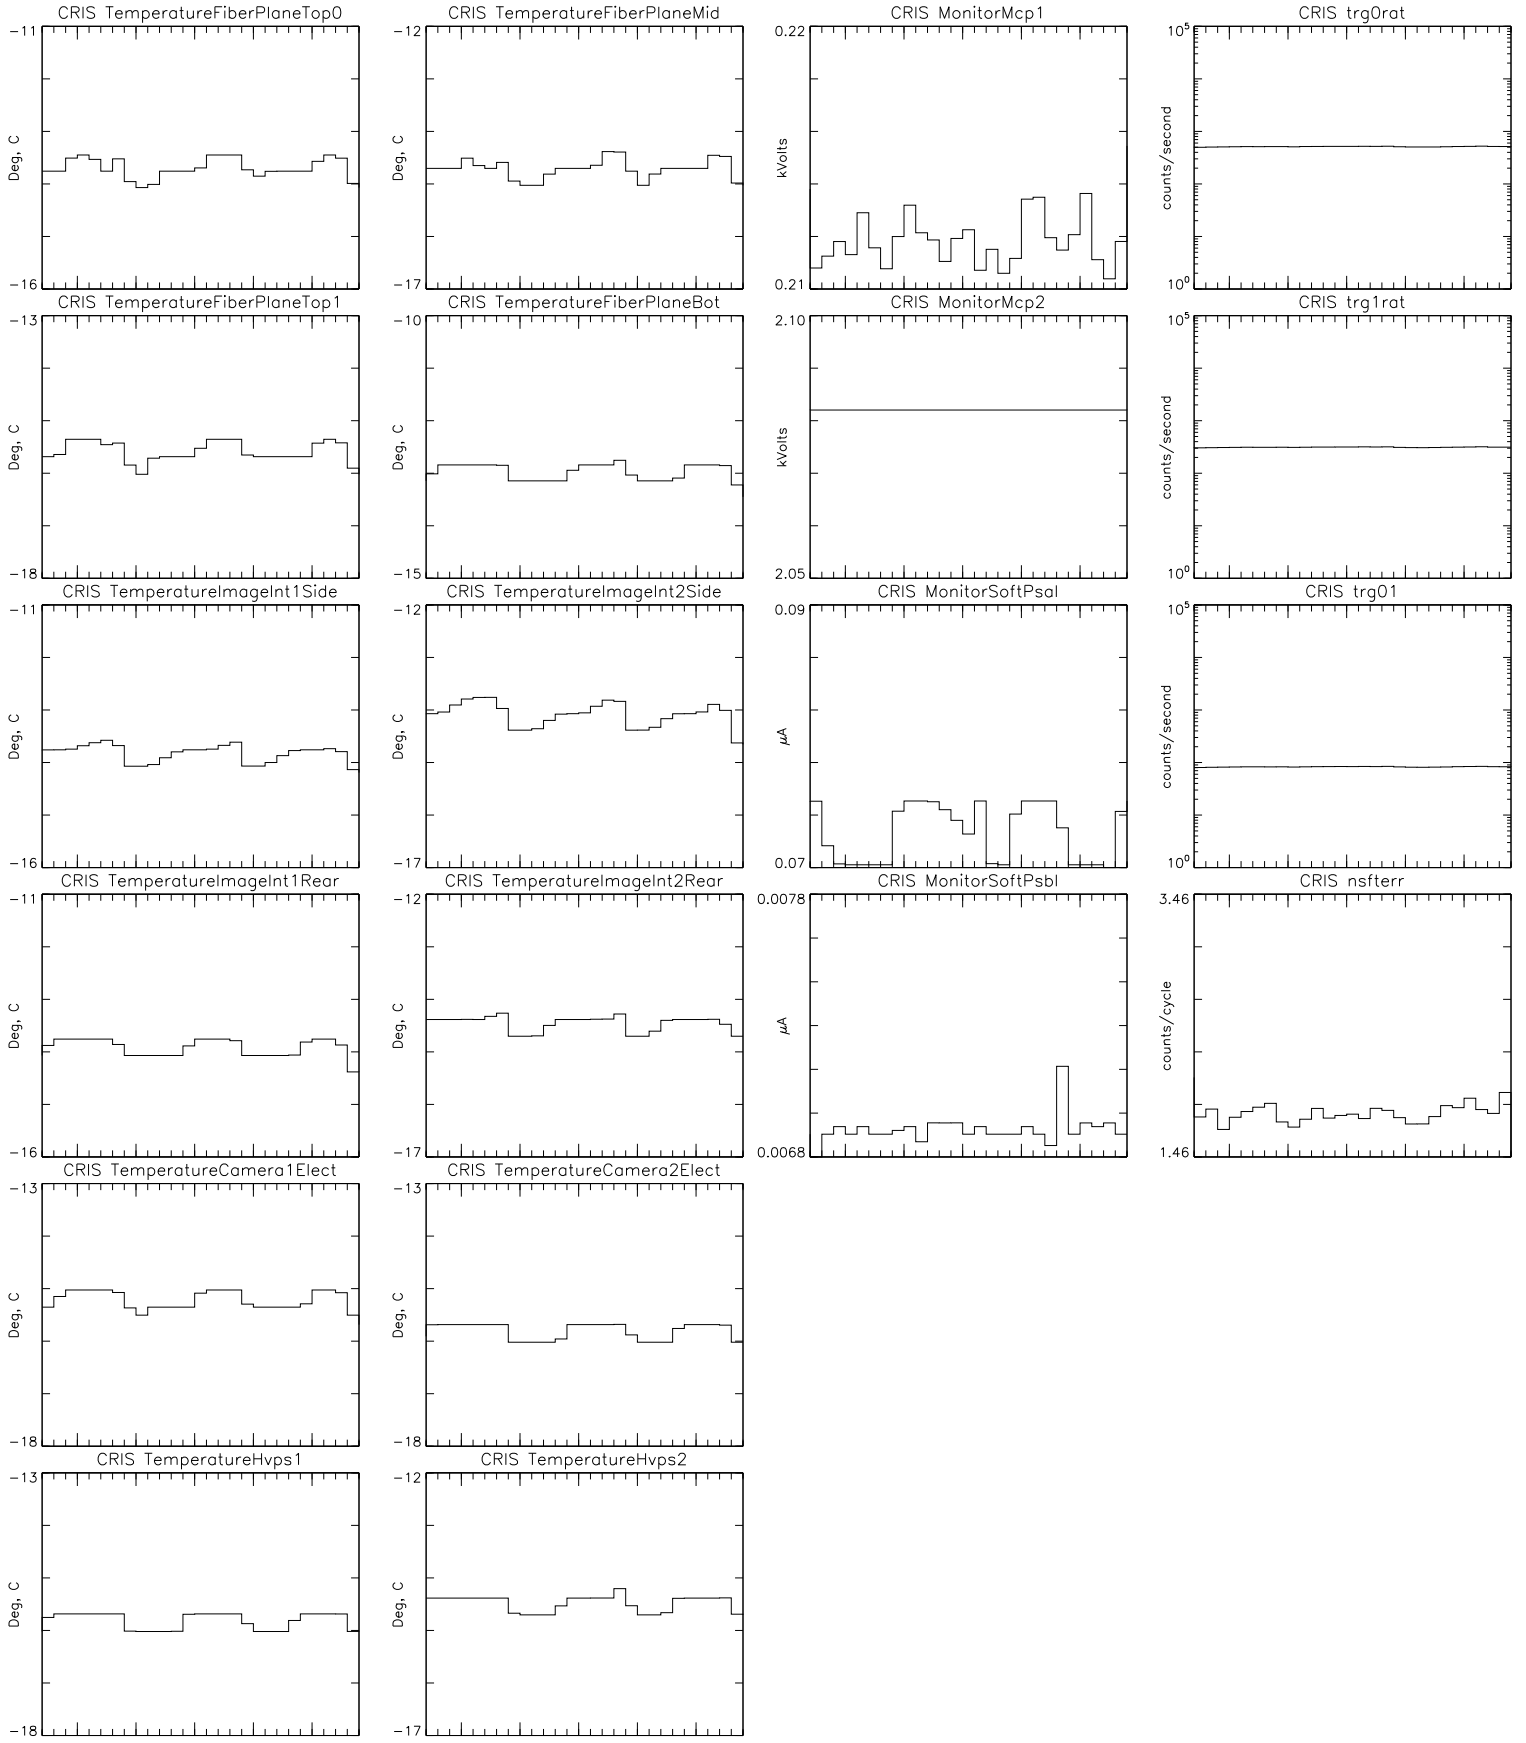 CRIS TemperatureFiberPlaneTop0
-11
Deg, C
-16
CRIS TemperatureFiberPlaneMid
-12
Deg, C
-17
CRIS MonitorMcp1
0.22
kVolts
0.21
CRIS trg0rat
10⁵
counts/second
10⁰
CRIS TemperatureFiberPlaneTop1
-13
Deg, C
-18
CRIS TemperatureFiberPlaneBot
-10
Deg, C
-15
CRIS MonitorMcp2
2.10
kVolts
2.05
CRIS trg1rat
10⁵
counts/second
10⁰
CRIS TemperatureImageInt1Side
-11
Deg, C
-16
CRIS TemperatureImageInt2Side
-12
Deg, C
-17
CRIS MonitorSoftPsaI
0.09
μA
0.07
CRIS trg01
10⁵
counts/second
10⁰
CRIS TemperatureImageInt1Rear
-11
Deg, C
-16
CRIS TemperatureImageInt2Rear
-12
Deg, C
-17
CRIS MonitorSoftPsbI
0.0078
μA
0.0068
CRIS nsfterr
3.46
counts/cycle
1.46
CRIS TemperatureCamera1Elect
-13
Deg, C
-18
CRIS TemperatureCamera2Elect
-13
Deg, C
-18
CRIS TemperatureHvps1
-13
Deg, C
-18
CRIS TemperatureHvps2
-12
Deg, C
-17